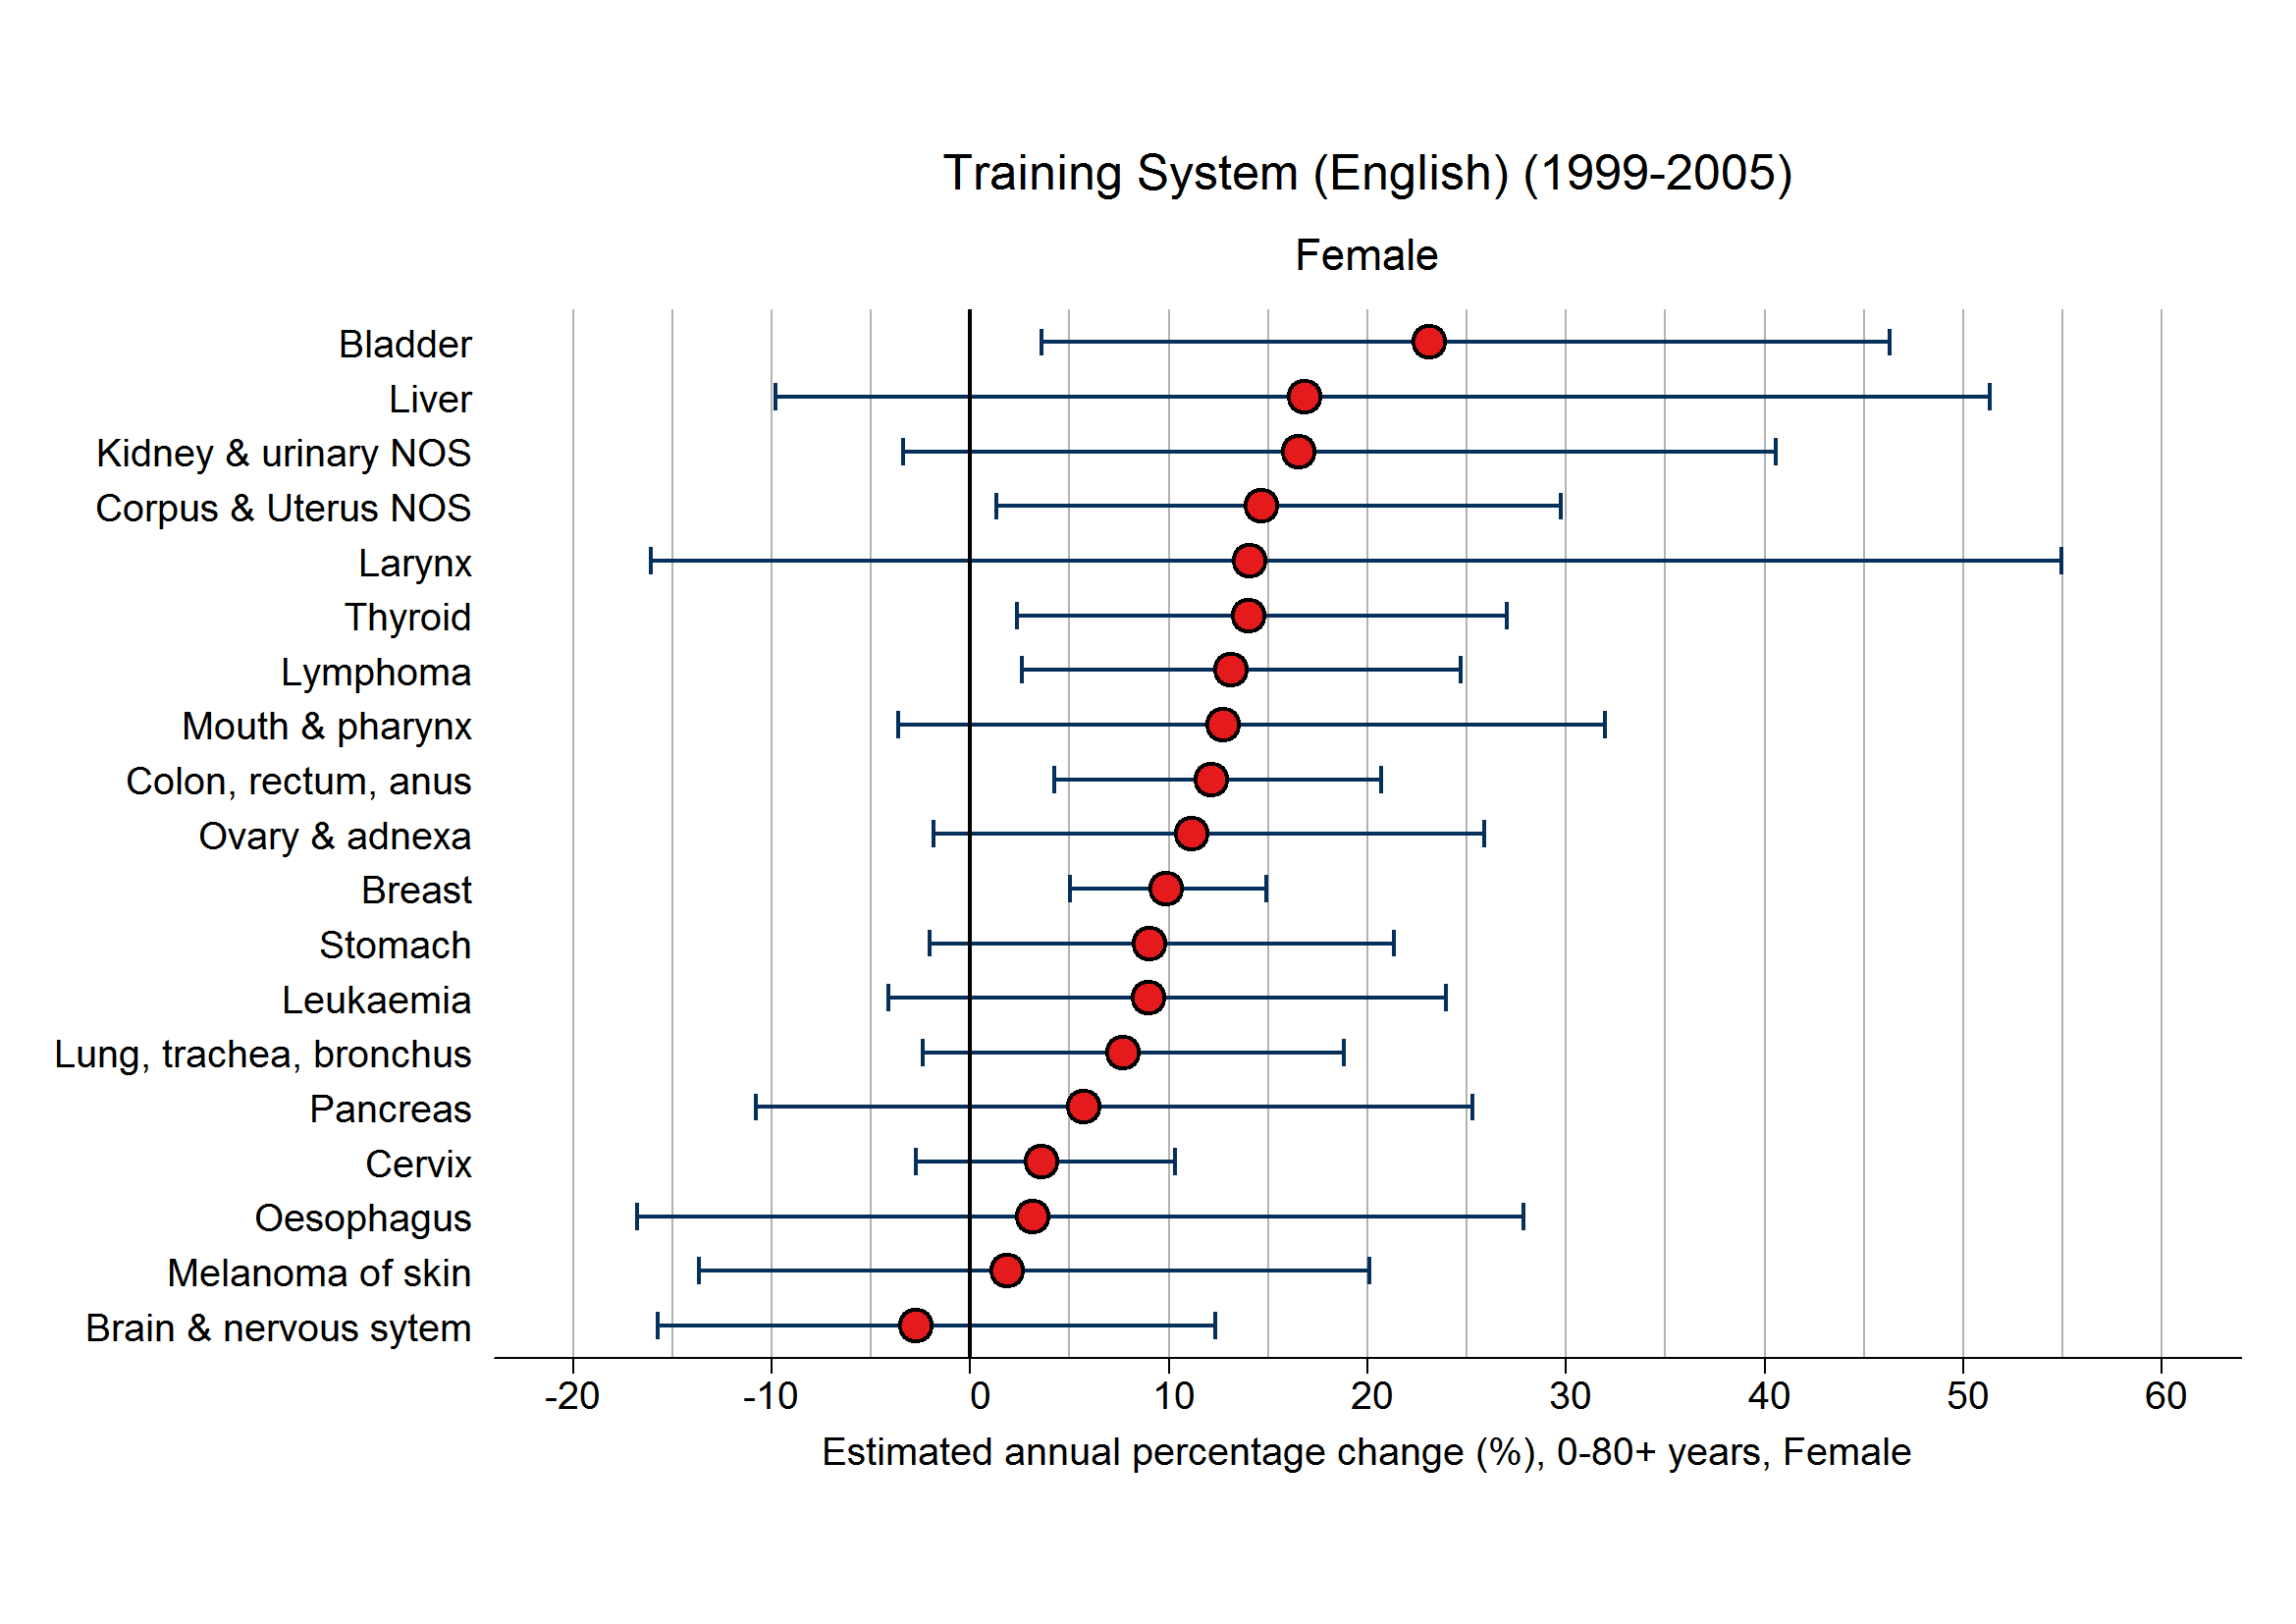 Training System (English) (1999-2005)
Female
Bladder
Liver
Kidney & urinary NOS
Corpus & Uterus NOS
Larynx
Thyroid
Lymphoma
Mouth & pharynx
Colon, rectum, anus
Ovary & adnexa
Breast
Stomach
Leukaemia
Lung, trachea, bronchus
Pancreas
Cervix
Oesophagus
Melanoma of skin
Brain & nervous sytem
-20 -10 0 10 20 30 40 50 60
Estimated annual percentage change (%), 0-80+ years, Female